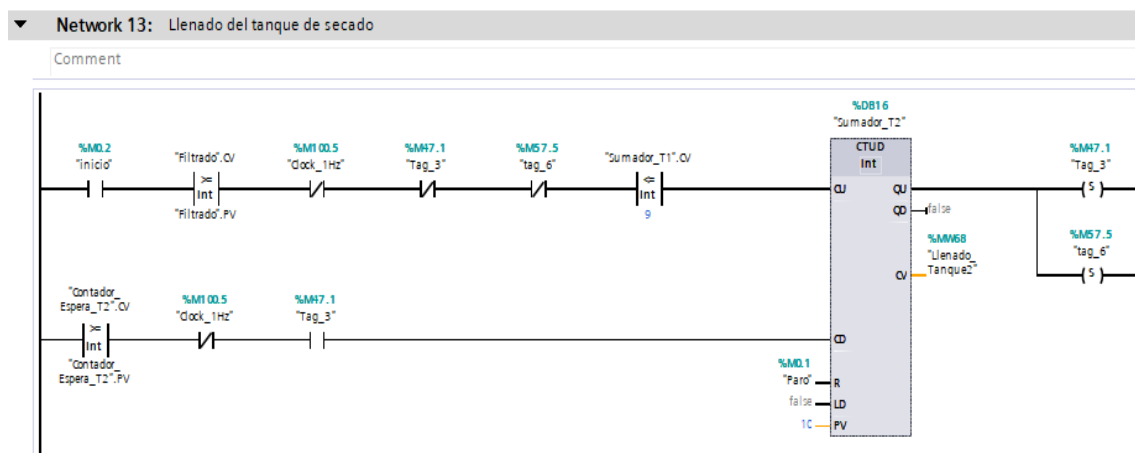 Network 13: Llenado del tanque de secado
Comment
%DB16
"Sumador_T2"
%M0.2
"inicio"
"Filtrado".CV
>=
Int
"Filtrado".PV
%M100.5
"Clock_1Hz"
%M47.1
"Tag_3"
%M57.5
"tag_6"
"Sumador_T1".CV
<=
Int
9
CTUD
Int
CU
QU
QD
false
%MW68
"Llenado_
Tanque2"
CV
%M47.1
"Tag_3"
S
%M57.5
"tag_6"
S
"Contador_
Espera_T2".CV
>=
Int
"Contador_
Espera_T2".PV
%M100.5
"Clock_1Hz"
%M47.1
"Tag_3"
CD
%M0.1
"Paro"
R
false
LD
PV